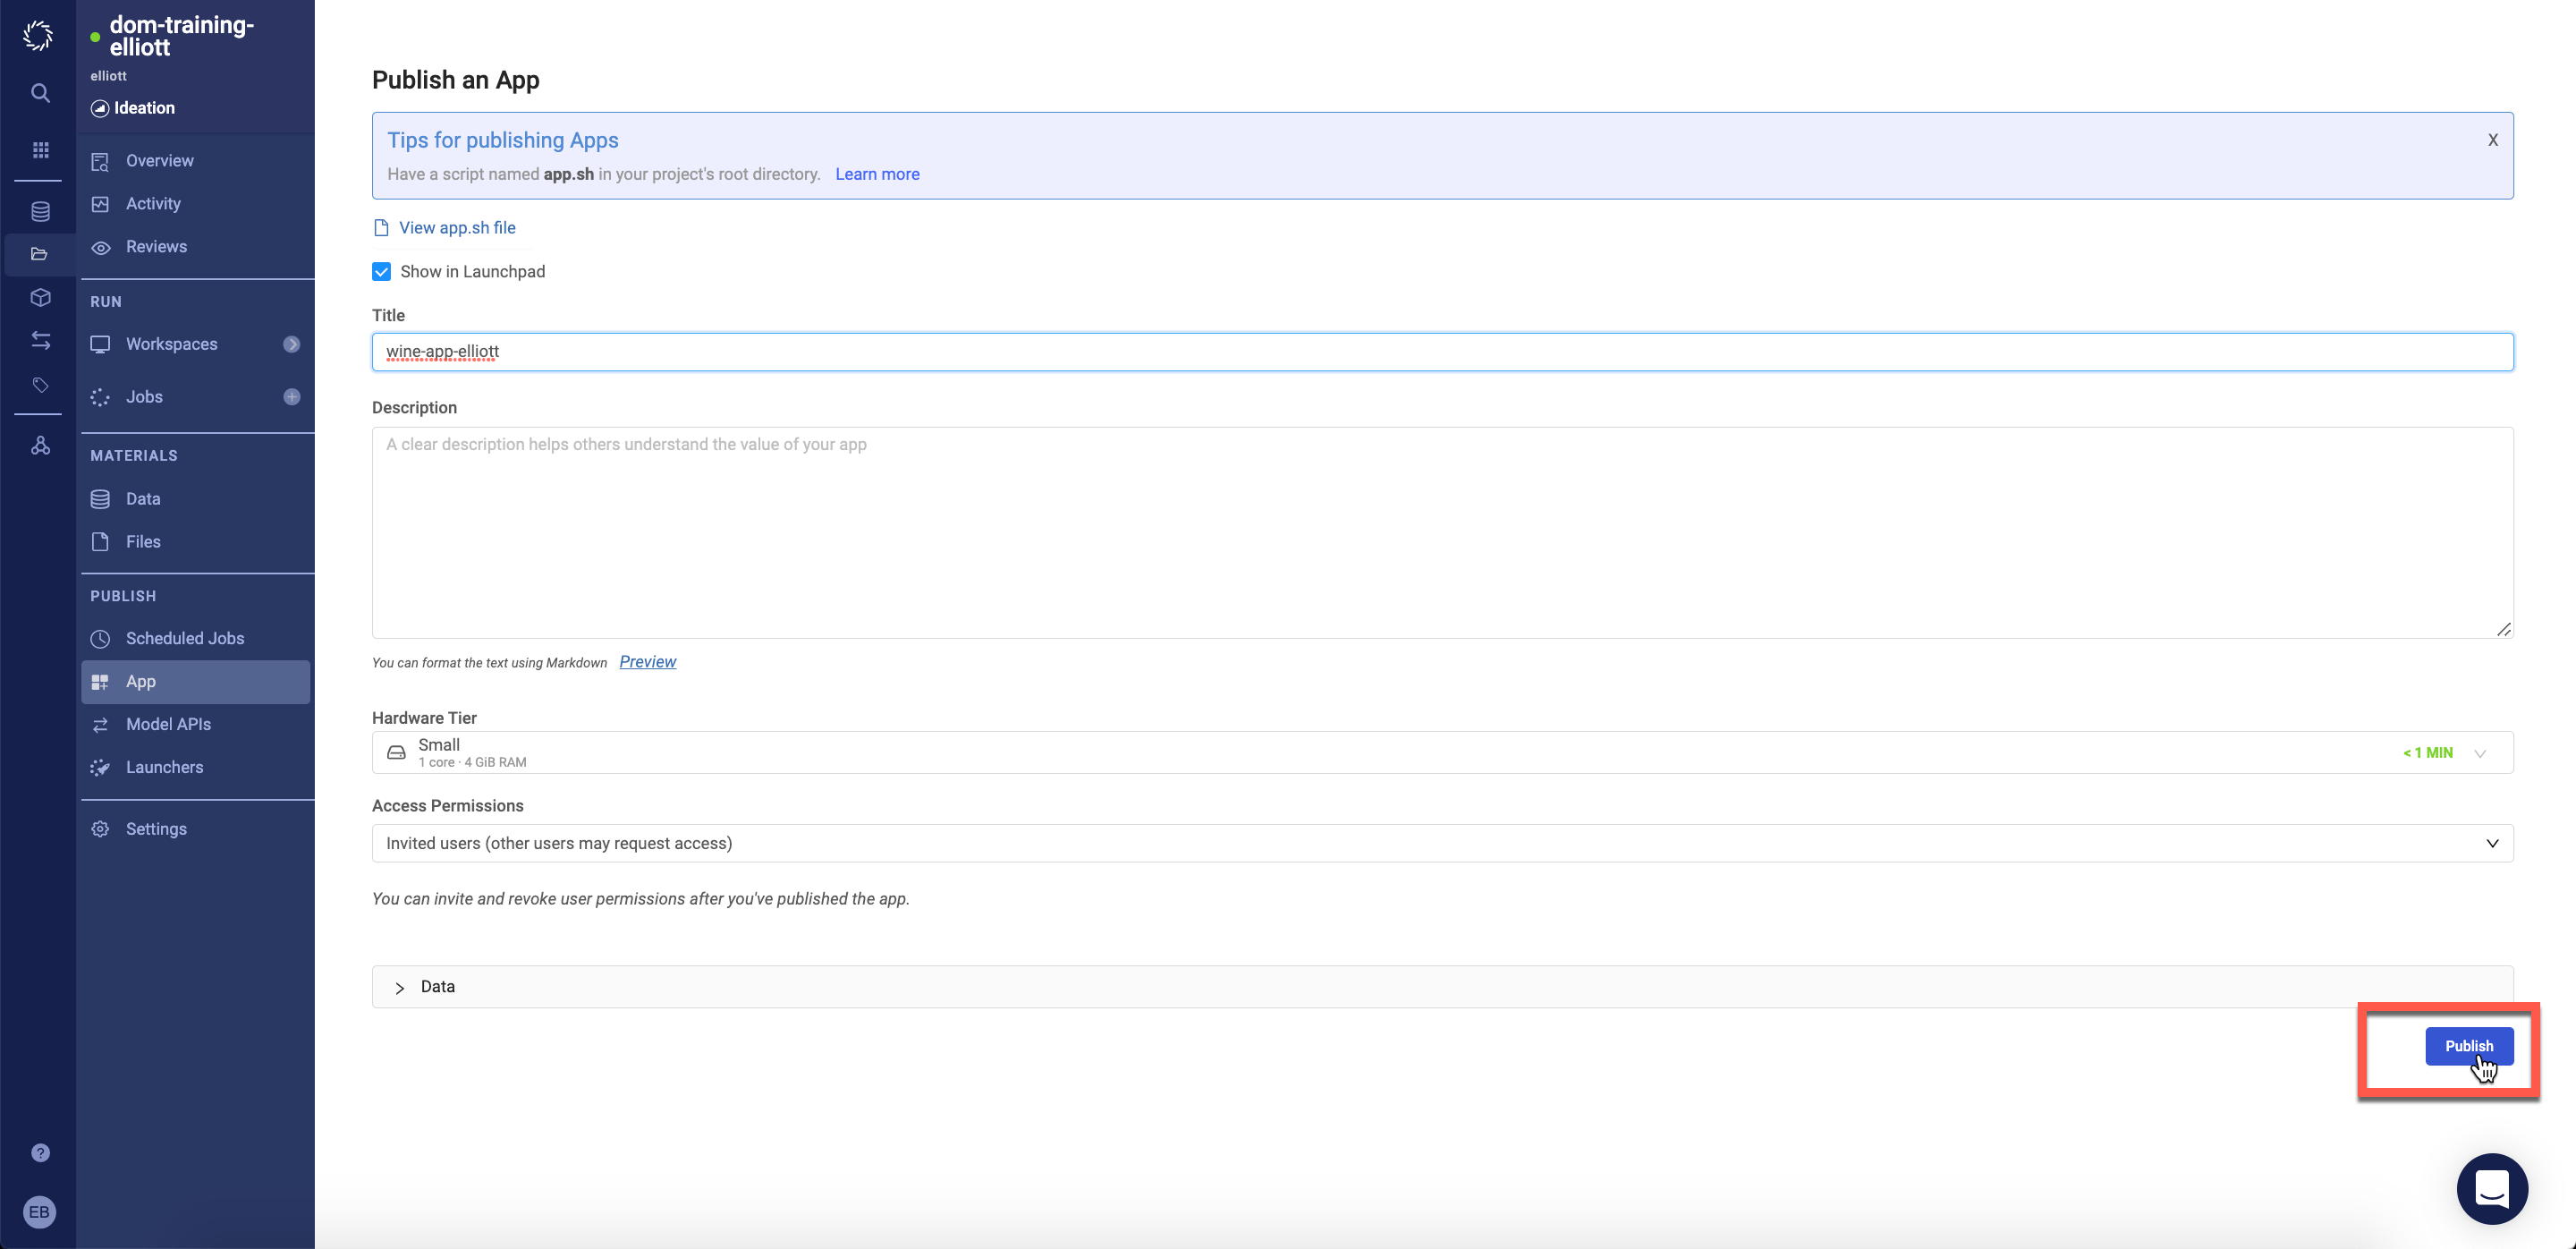 dom-training-
elliott
elliott
Ideation
Overview
Activity
Reviews
RUN
Workspaces
Jobs
MATERIALS
Data
Files
PUBLISH
Scheduled Jobs
App
Model APIs
Launchers
Settings
?
EB
Publish an App
Tips for publishing Apps
X
Have a script named app.sh in your project's root directory. Learn more
View app.sh file
Show in Launchpad
Title
wine-app-elliott
Description
A clear description helps others understand the value of your app
You can format the text using Markdown Preview
Hardware Tier
Small
1 core · 4 GiB RAM
< 1 MIN
Access Permissions
Invited users (other users may request access)
You can invite and revoke user permissions after you've published the app.
Data
Publish